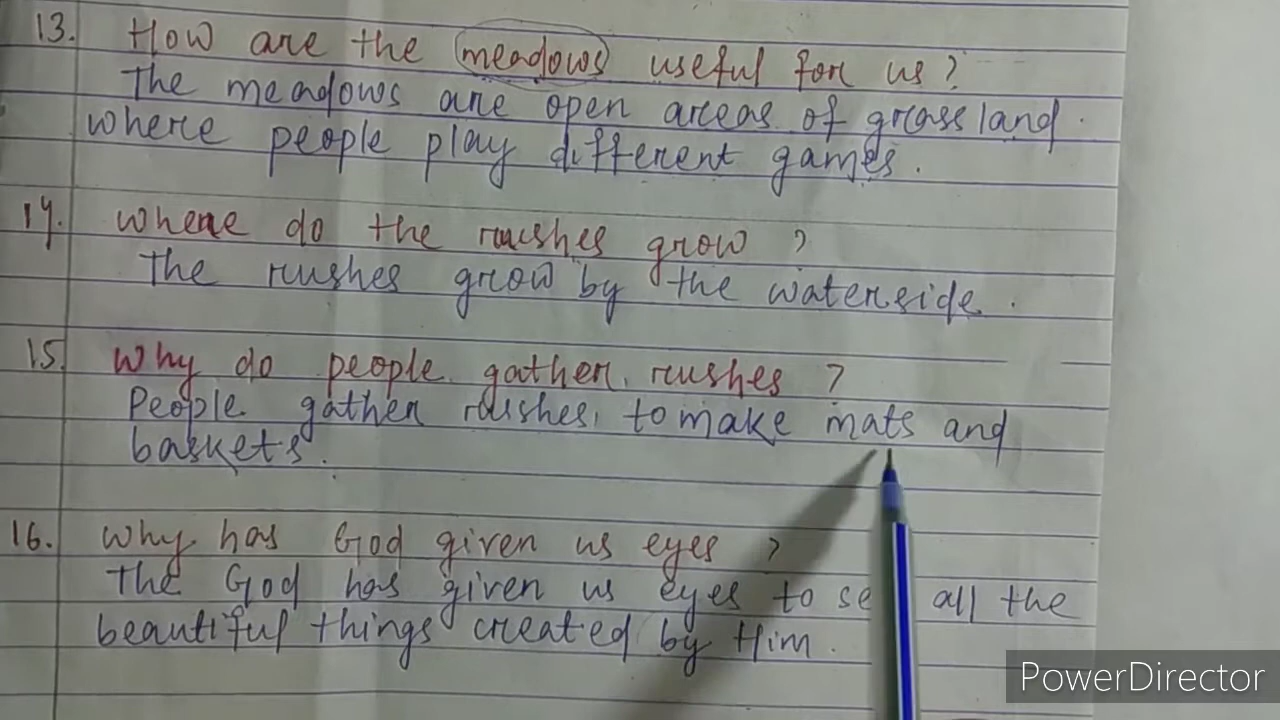 13. How are the meadows useful for us?
The meadows are open areas of grassland.
where people play different games.
14. Where do the rushes grow ?
The rushes grow by the waterside.
15. Why do people gather rushes ?
People gather rushes to make mats and
baskets.
16. Why has God given us eyes ?
The God has given us eyes to se all the
beautiful things created by Him.
PowerDirector